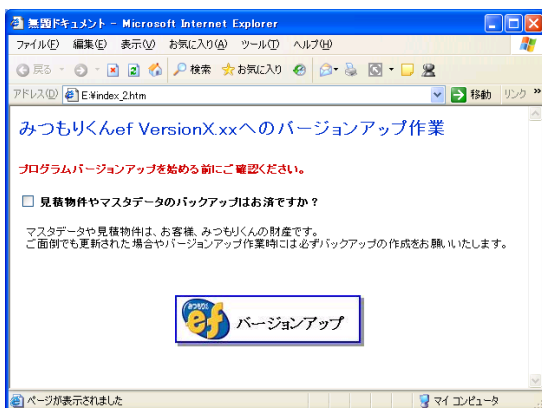 無題ドキュメント - Microsoft Internet Explorer
ファイル(F) 編集(E) 表示(V) お気に入り(A) ツール(T) ヘルプ(H)
戻る 検索 お気に入り
アドレス(D) E:¥index_2.htm 移動 リンク »
みつもりくんef VersionX.xxへのバージョンアップ作業
プログラムバージョンアップを始める前にご確認ください。
見積物件やマスタデータのバックアップはお済ですか?
マスタデータや見積物件は、お客様、みつもりくんの財産です。
ご面倒でも更新された場合やバージョンアップ作業時には必ずバックアップの作成をお願いいたします。
みつもりくん
ef バージョンアップ
ページが表示されました マイ コンピュータ